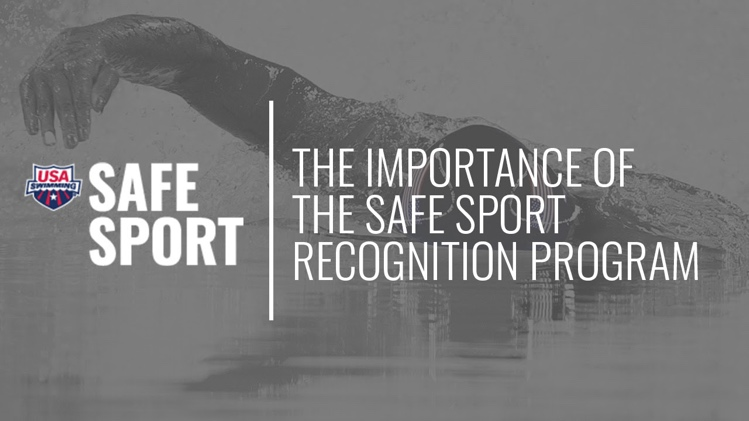 USA
SWIMMING
SAFE
SPORT
THE IMPORTANCE OF
THE SAFE SPORT
RECOGNITION PROGRAM